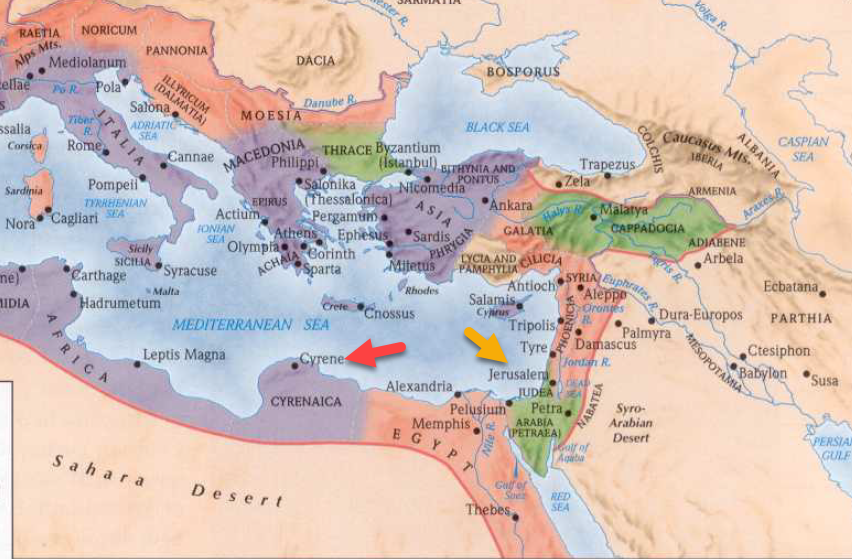 SARMATIA
RAETIA
NORICUM
Alps Mts.
PANNONIA
DACIA
Volga R.
Mediolanum
BOSPORUS
Po R.
Pola
ILLYRICUM
(DALMATIA)
Danube R.
Salona
MOESIA
ITALIA
ADRIATIC
SEA
Tiber
R.
BLACK SEA
COLCHIS
Caucasus Mts.
IBERIA
ALBANIA
CASPIAN
SEA
Corsica
Rome
Cannae
MACEDONIA
THRACE
Byzantium
(Istanbul)
Philippi
BITHYNIA AND
PONTUS
Trapezus
Sardinia
Pompeii
Salonika
(Thessalonica)
Nicomedia
Zela
ARMENIA
TYRRHENIAN
SEA
EPIRUS
Ankara
Halys R.
Malatya
Araxes R.
Nora
Cagliari
Actium
Pergamum
ASIA
CAPPADOCIA
IONIAN
SEA
Athens
Ephesus
Sardis
GALATIA
ADIABENE
Olympia
Corinth
PHRYGIA
Sicily
SICILIA
ACHAIA
Sparta
Miletus
LYCIA AND
PAMPHYLIA
CILICIA
Tigris R.
Arbela
Carthage
Syracuse
Antioch
SYRIA
Aleppo
Euphrates R.
Ecbatana
Malta
Rhodes
Hadrumetum
Crete
Cnossus
Salamis
Cyprus
Orontes
R.
Dura-Europos
PARTHIA
MEDITERRANEAN SEA
Tripolis
PHOENICIA
Palmyra
AFRICA
Tyre
Damascus
MESOPOTAMIA
Ctesiphon
Leptis Magna
Cyrene
Jordan R.
Babylon
Susa
Jerusalem
DEAD
SEA
Alexandria
JUDEA
CYRENAICA
Pelusium
Petra
NABATEA
Syro-
Arabian
Desert
Memphis
ARABIA
(PETRAEA)
EGYPT
Nile R.
PERSIAN
GULF
Gulf of
Aqaba
Sahara Desert
Gulf of
Suez
RED
SEA
Thebes